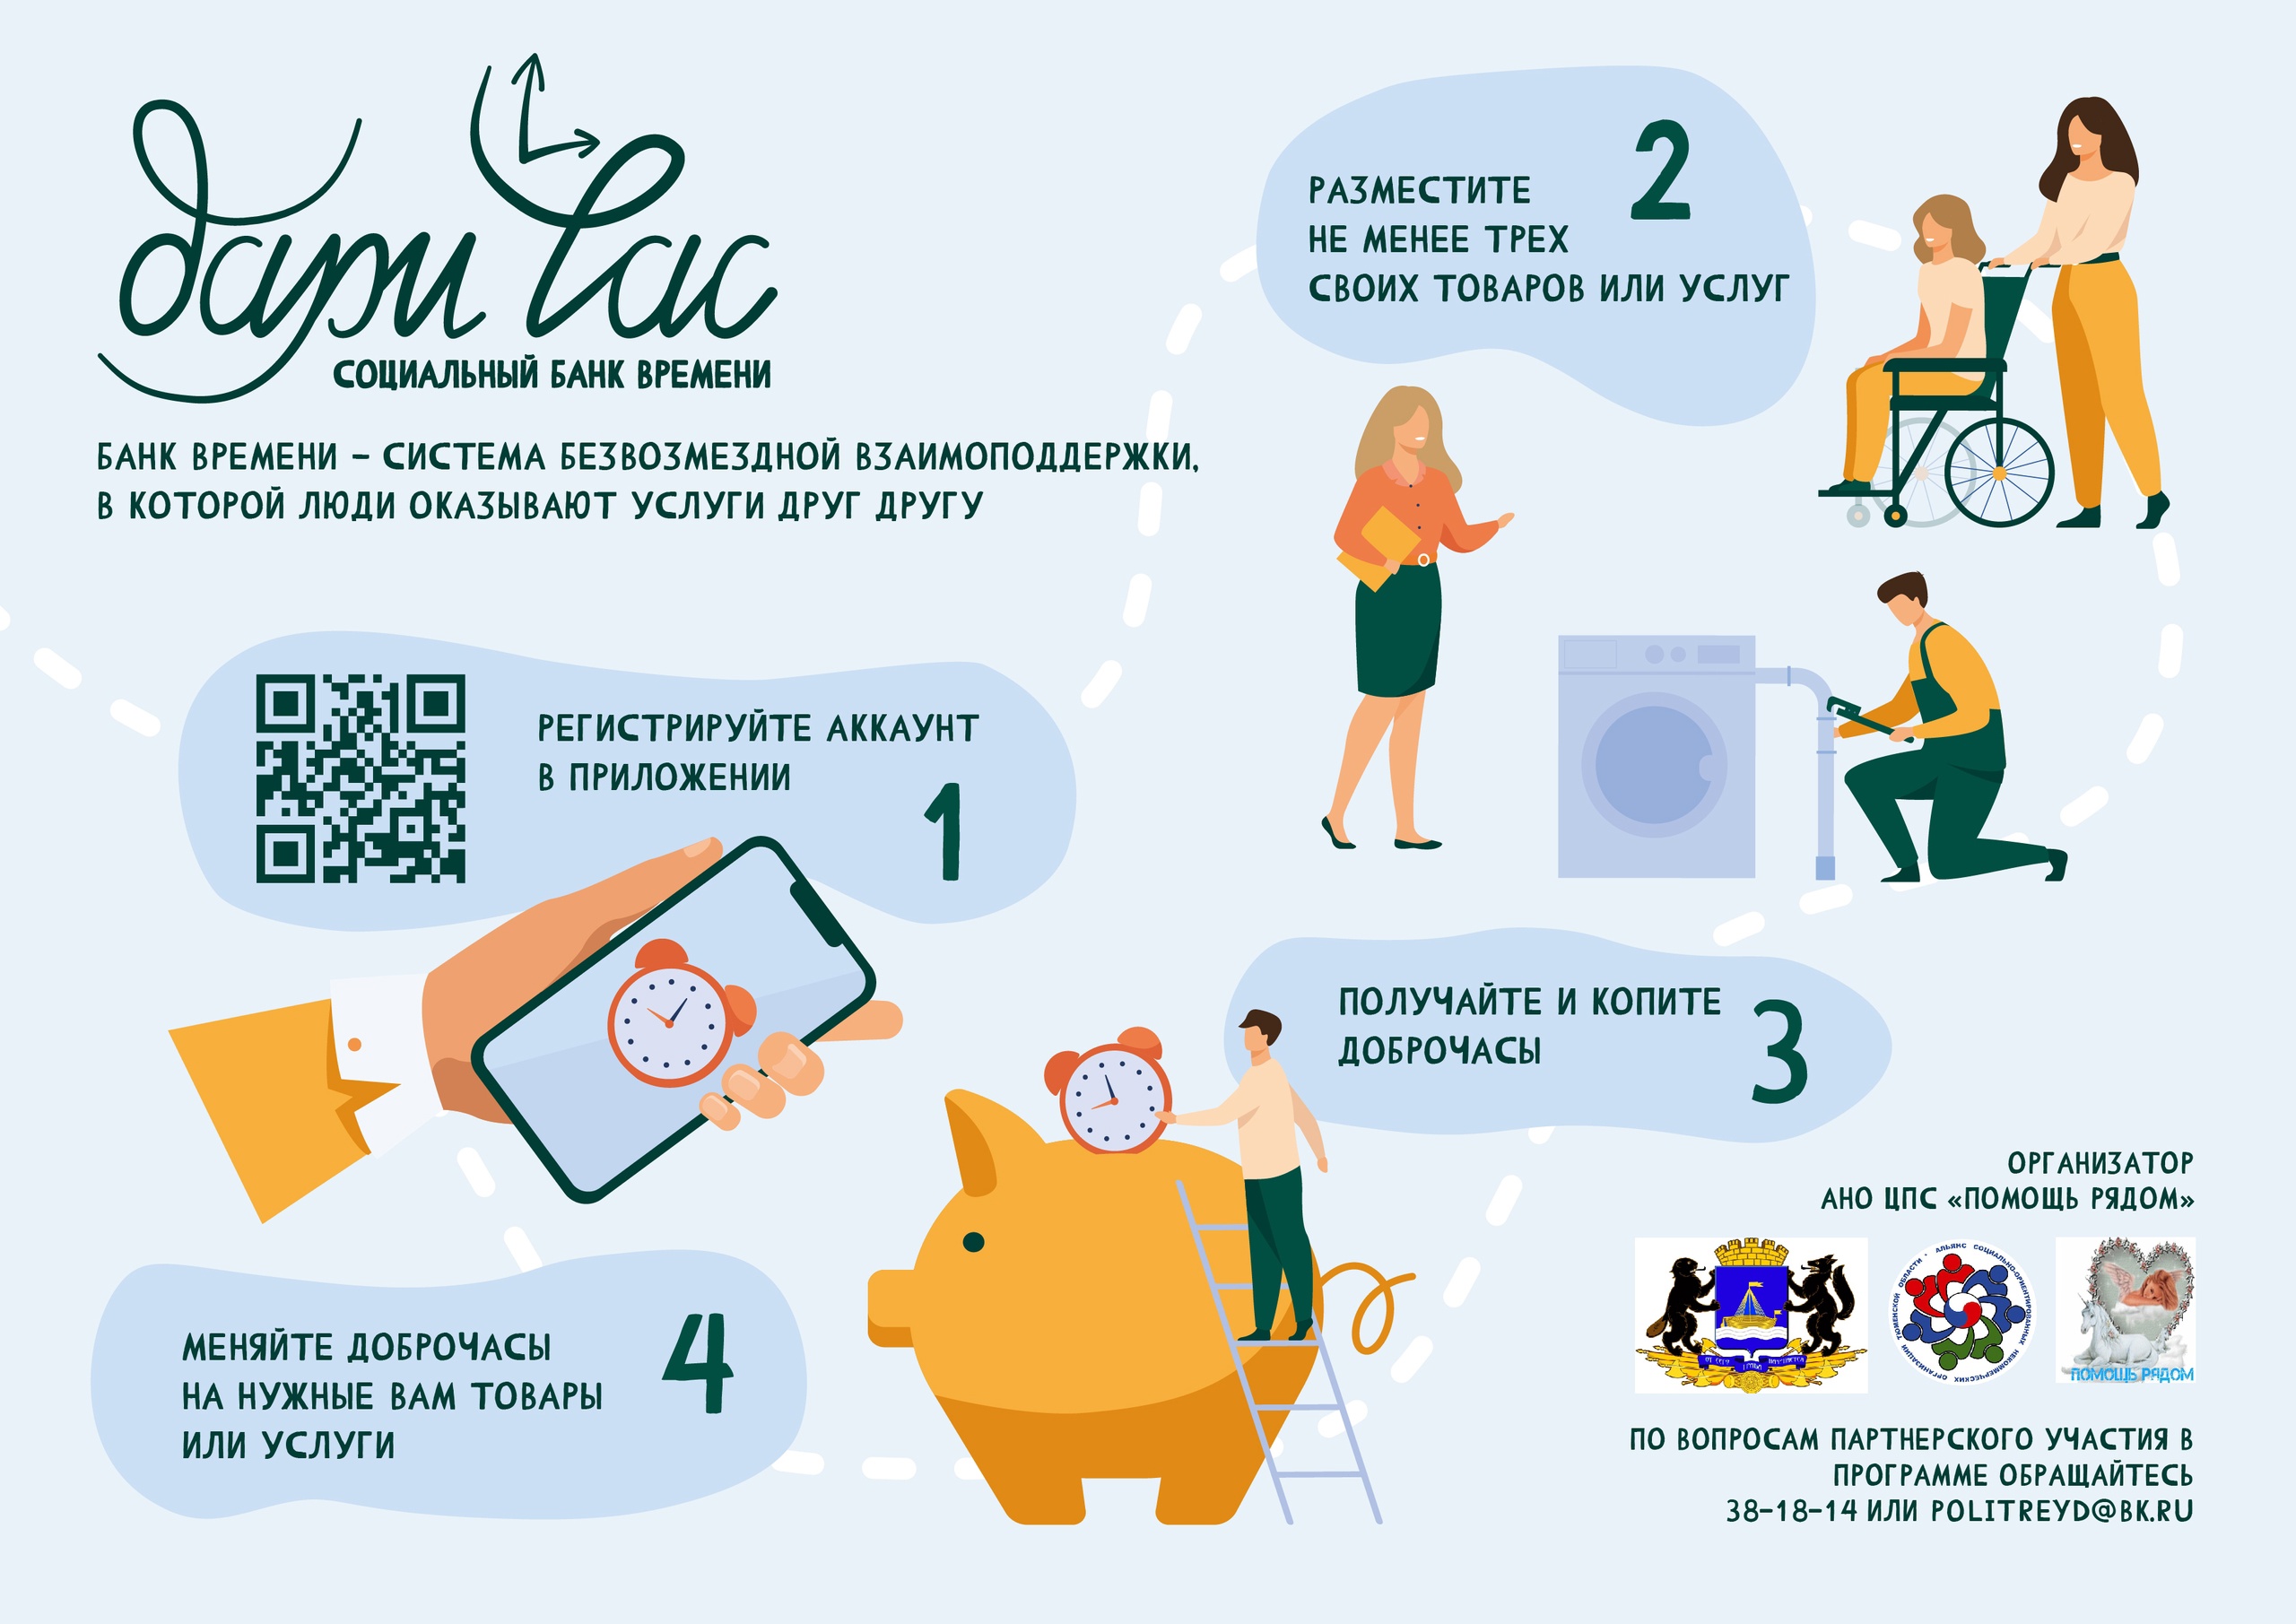 дари час
СОЦИАЛЬНЫЙ БАНК ВРЕМЕНИ
БАНК ВРЕМЕНИ – СИСТЕМА БЕЗВОЗМЕЗДНОЙ ВЗАИМОПОДДЕРЖКИ,
В КОТОРОЙ ЛЮДИ ОКАЗЫВАЮТ УСЛУГИ ДРУГ ДРУГУ
РЕГИСТРИРУЙТЕ АККАУНТ
В ПРИЛОЖЕНИИ
1
2
РАЗМЕСТИТЕ
НЕ МЕНЕЕ ТРЕХ
СВОИХ ТОВАРОВ ИЛИ УСЛУГ
ПОЛУЧАЙТЕ И КОПИТЕ
ДОБРОЧАСЫ
3
МЕНЯЙТЕ ДОБРОЧАСЫ
НА НУЖНЫЕ ВАМ ТОВАРЫ
ИЛИ УСЛУГИ
4
ОРГАНИЗАТОР
АНО ЦПС «ПОМОЩЬ РЯДОМ»
АЛЬЯНС СОЦИАЛЬНО-ОРИЕНТИРОВАННЫХ НЕКОММЕРЧЕСКИХ ОРГАНИЗАЦИЙ ТЮМЕНСКОЙ ОБЛАСТИ
ПОМОЩЬ РЯДОМ
ПО ВОПРОСАМ ПАРТНЕРСКОГО УЧАСТИЯ В
ПРОГРАММЕ ОБРАЩАЙТЕСЬ
38-18-14 ИЛИ POLITREYD@BK.RU